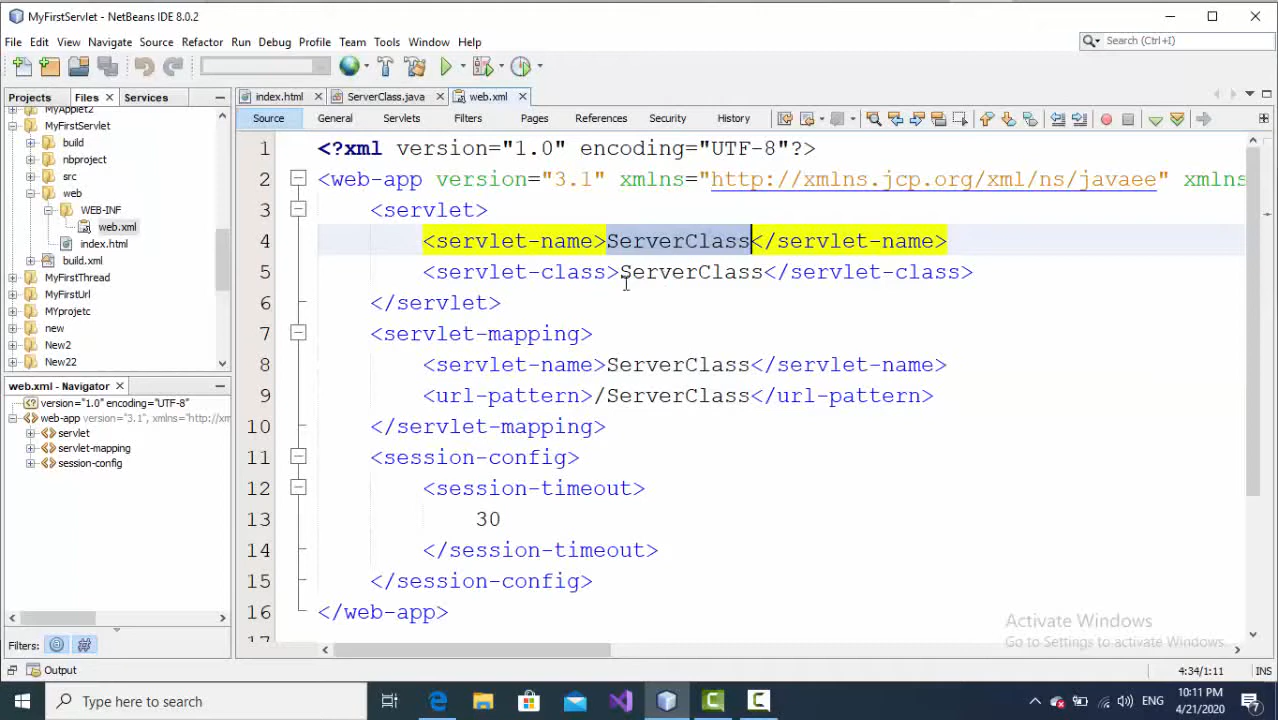 MyFirstServlet - NetBeans IDE 8.0.2
File Edit View Navigate Source Refactor Run Debug Profile Team Tools Window Help
Search (Ctrl+I)
Projects Files Services
index.html ServerClass.java web.xml
Source General Servlets Filters Pages References Security History
MyApplet2
MyFirstServlet
build
nbproject
src
web
WEB-INF
web.xml
index.html
build.xml
MyFirstThread
MyFirstUrl
MYprojetc
new
New2
New22
web.xml - Navigator
version="1.0" encoding="UTF-8"
web-app version="3.1", xmlns="http://xm
servlet
servlet-mapping
session-config
Filters:
1 <?xml version="1.0" encoding="UTF-8"?>
2 <web-app version="3.1" xmlns="http://xmlns.jcp.org/xml/ns/javaee" xmlns
3 <servlet>
4 <servlet-name>ServerClass</servlet-name>
5 <servlet-class>ServerClass</servlet-class>
6 </servlet>
7 <servlet-mapping>
8 <servlet-name>ServerClass</servlet-name>
9 <url-pattern>/ServerClass</url-pattern>
10 </servlet-mapping>
11 <session-config>
12 <session-timeout>
13 30
14 </session-timeout>
15 </session-config>
16 </web-app>
17
Activate Windows
Go to Settings to activate Windows.
Output
4:34/1:11 INS
Type here to search
ENG
10:11 PM
4/21/2020
7